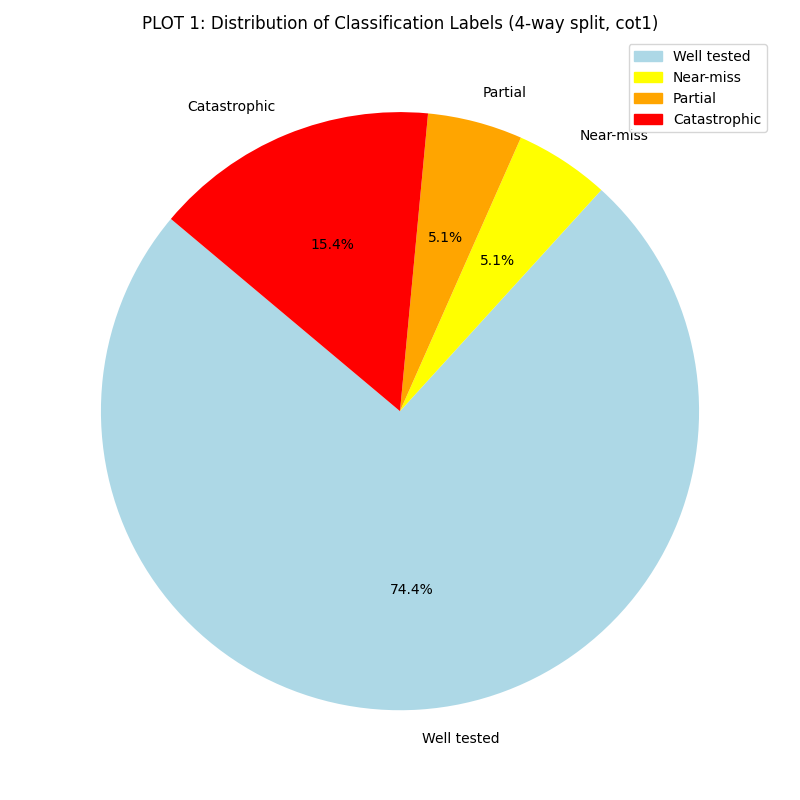 PLOT 1: Distribution of Classification Labels (4-way split, cot1)
Well tested
Near-miss
Partial
Catastrophic
Catastrophic
Partial
Near-miss
15.4%
5.1%
5.1%
74.4%
Well tested